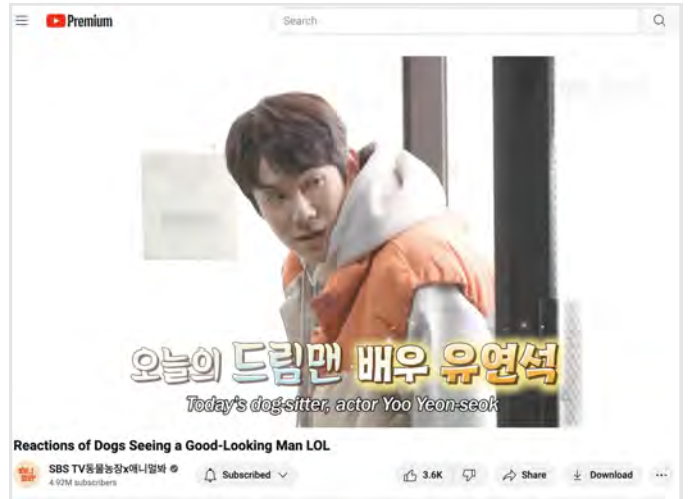 Premium
Search
오늘의 드림맨 배우 유연석
Today's dog-sitter, actor Yoo Yeon-seok
Reactions of Dogs Seeing a Good-Looking Man LOL
SBS TV동물농장x애니멀봐
4.92M subscribers
Subscribed
3.6K
Share
Download